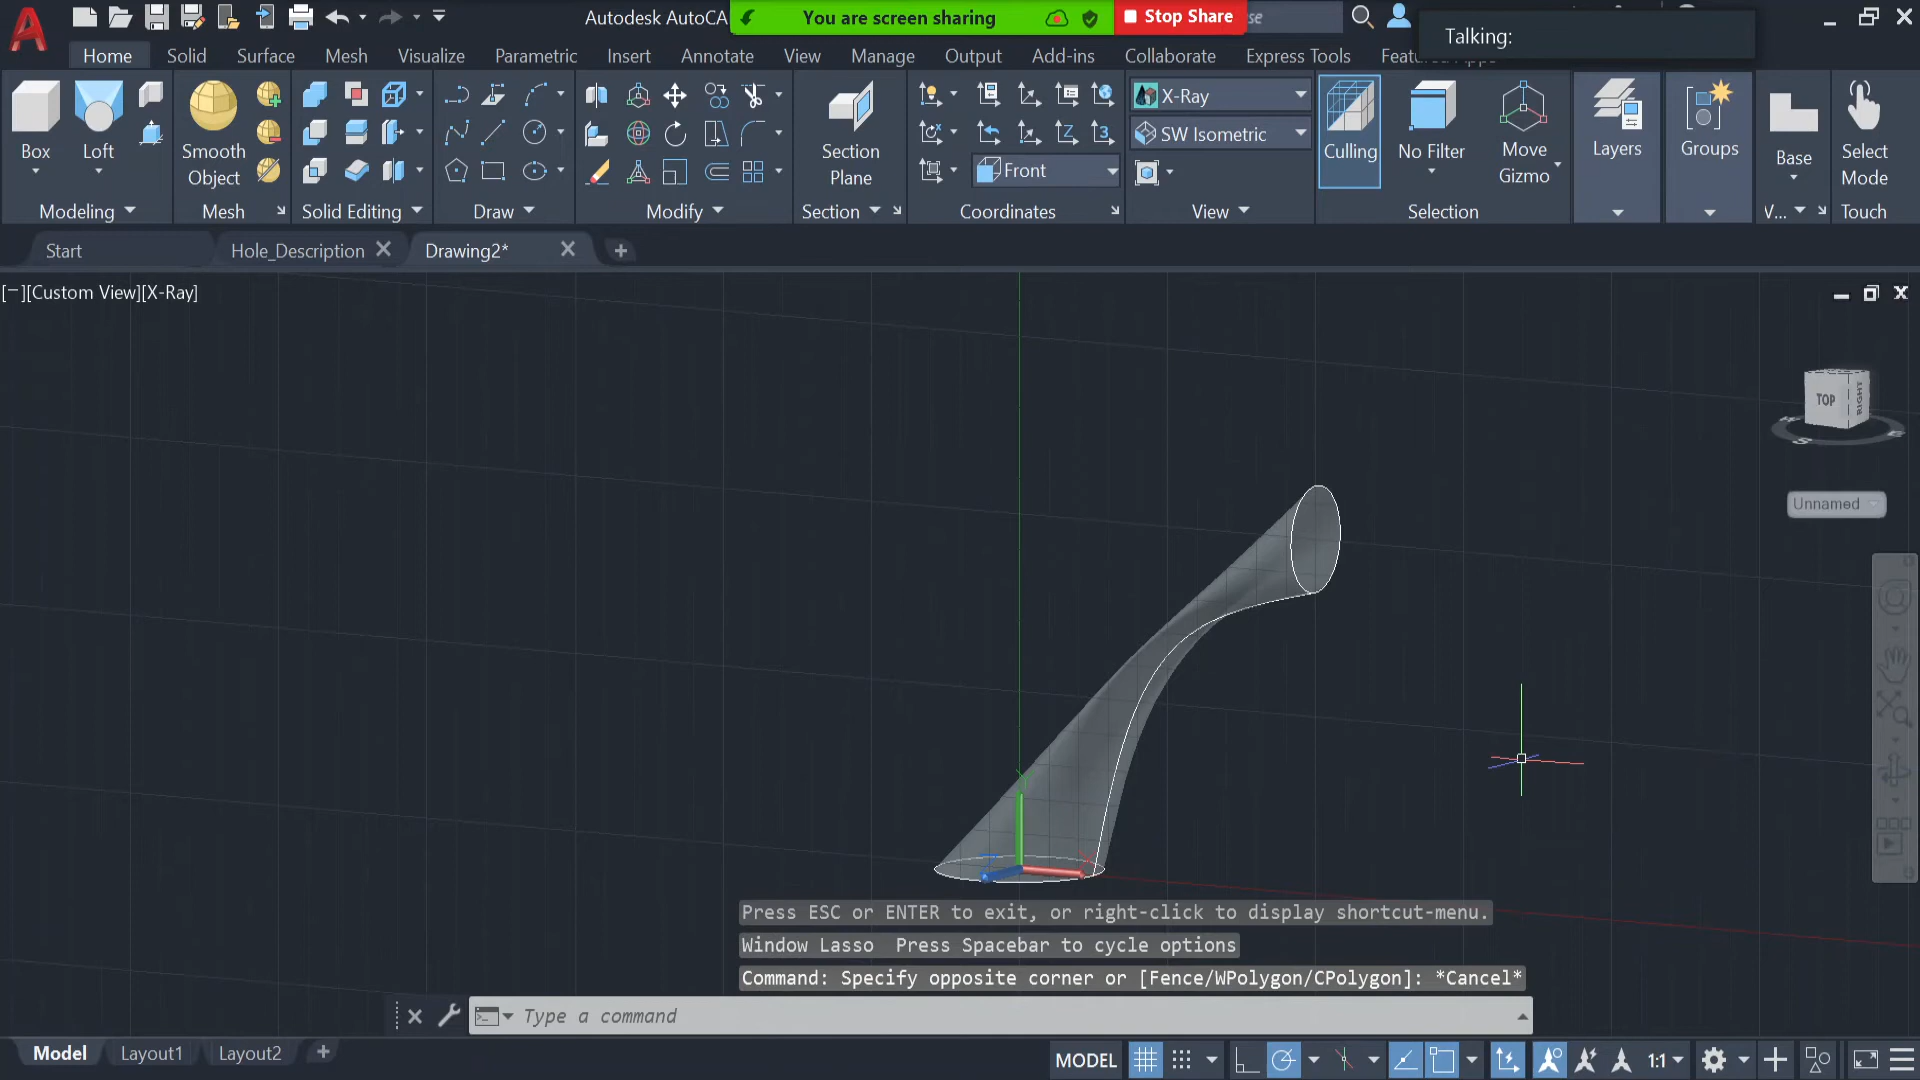 Autodesk AutoCA
You are screen sharing
Stop Share
se
Talking:
Home
Solid
Surface
Mesh
Visualize
Parametric
Insert
Annotate
View
Manage
Output
Add-ins
Collaborate
Express Tools
Box
Loft
Smooth
Object
Section
Plane
X-Ray
SW Isometric
Front
Culling
No Filter
Move
Gizmo
Layers
Groups
Base
Select
Mode
Modeling
Mesh
Solid Editing
Draw
Modify
Section
Coordinates
View
Selection
V...
Touch
Start
Hole_Description
Drawing2*
[−][Custom View][X-Ray]
TOP
RIGHT
S
E
Unnamed
Press ESC or ENTER to exit, or right-click to display shortcut-menu.
Window Lasso  Press Spacebar to cycle options
Command: Specify opposite corner or [Fence/WPolygon/CPolygon]: *Cancel*
Type a command
Model
Layout1
Layout2
MODEL
1:1